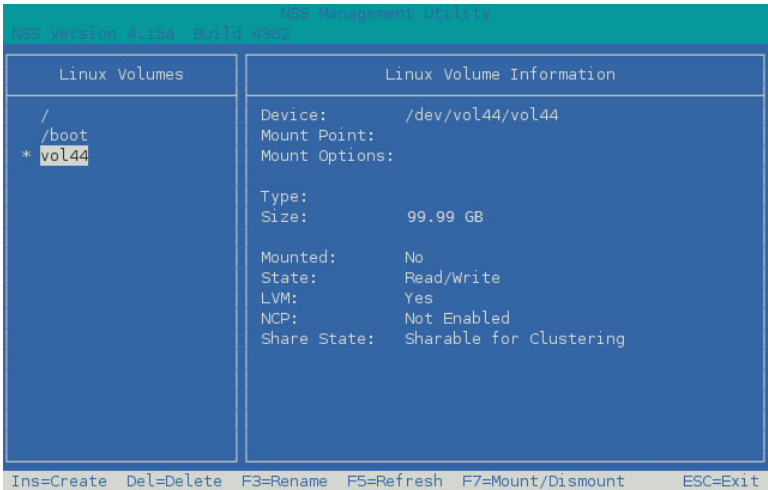 NSS Management Utility
NSS Version 4.15a Build 4362
Linux Volumes
/
/boot
* vol44
Linux Volume Information
Device: /dev/vol44/vol44
Mount Point:
Mount Options:
Type:
Size: 99.99 GB
Mounted: No
State: Read/Write
LVM: Yes
NCP: Not Enabled
Share State: Sharable for Clustering
Ins=Create Del=Delete F3=Rename F5=Refresh F7=Mount/Dismount ESC=Exit